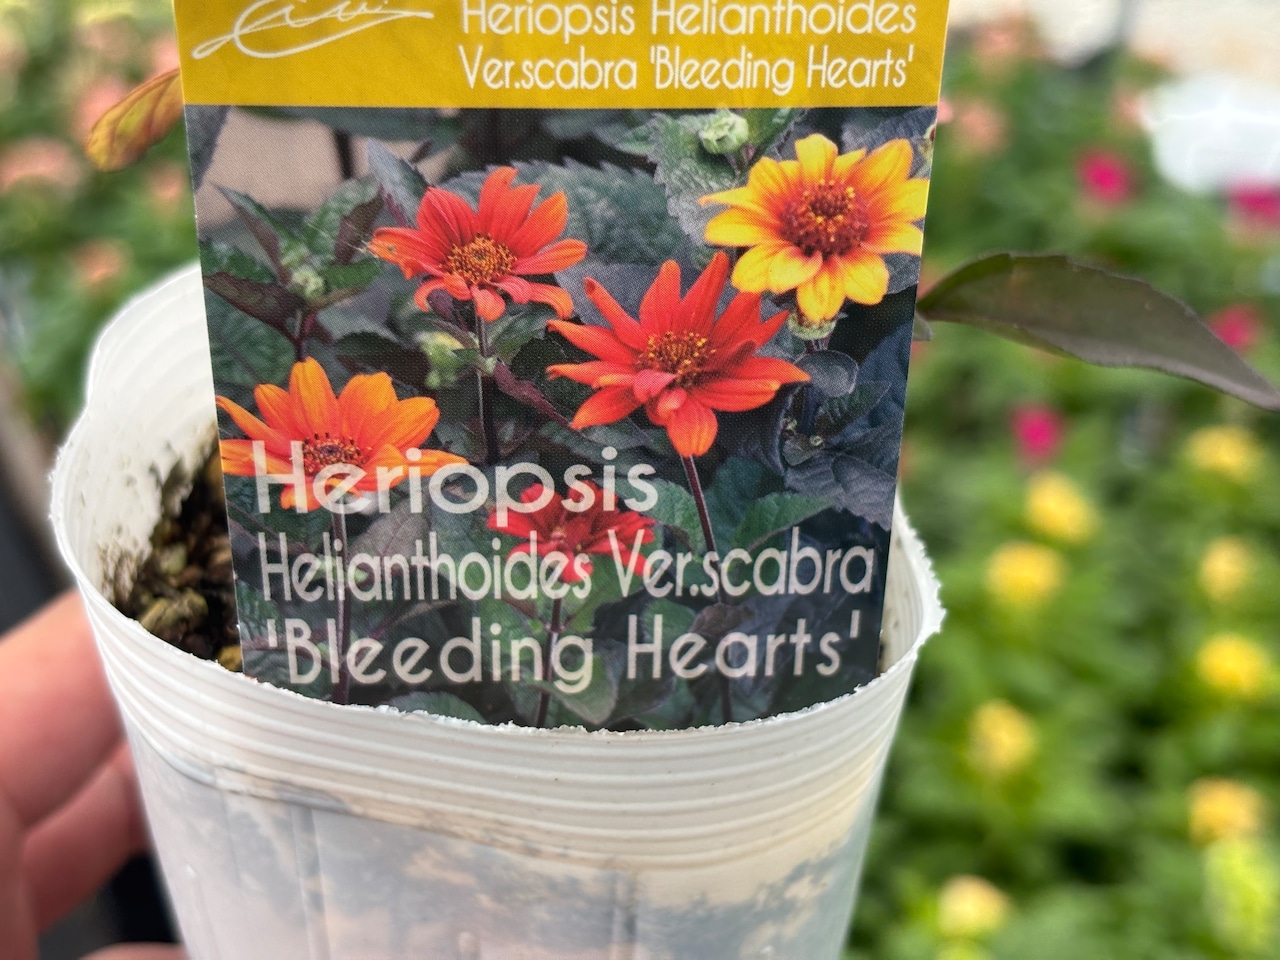 Heriopsis Helianthoides
Ver.scabra 'Bleeding Hearts'
Heriopsis
Helianthoides Ver.scabra
'Bleeding Hearts'